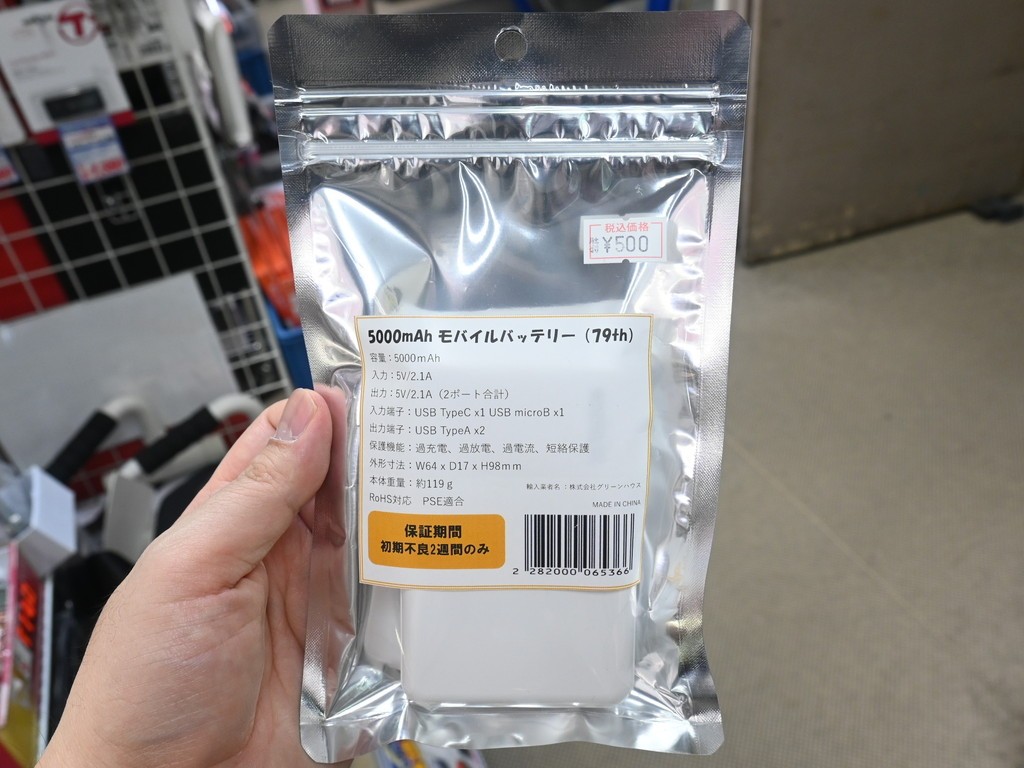 税込価格
¥500
5000mAh モバイルバッテリー（79th）
容量：5000mAh
入力：5V/2.1A
出力：5V/2.1A（2ポート合計）
入力端子：USB TypeC x1 USB microB x1
出力端子：USB TypeA x2
保護機能：過充電、過放電、過電流、短絡保護
外形寸法：W64 x D17 x H98mm
本体重量：約119g
輸入業者名：株式会社グリーンハウス
RoHS対応　PSE適合
MADE IN CHINA
保証期間
初期不良2週間のみ
2 282000 065366